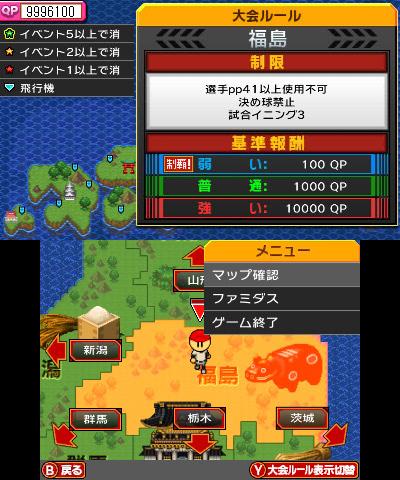 QP 9996100
イベント5以上で消
イベント2以上で消
イベント1以上で消
飛行機
大会ルール
福島
制限
選手pp41以上使用不可
決め球禁止
試合イニング3
基準報酬
制覇! 弱い: 100 QP
普通: 1000 QP
強い: 10000 QP
メニュー
マップ確認
ファミダス
ゲーム終了
山形
新潟
福島
群馬
栃木
茨城
B 戻る
Y 大会ルール表示切替